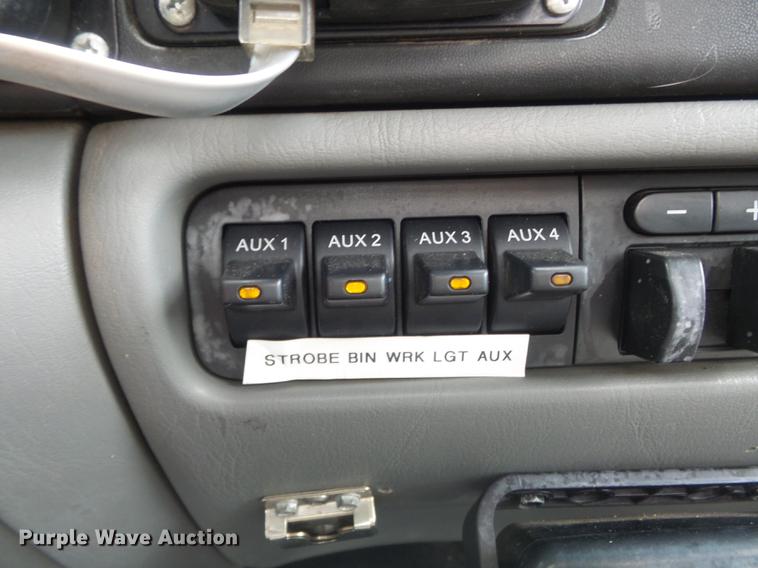 AUX 1 AUX 2 AUX 3 AUX 4
− +
STROBE BIN WRK LGT AUX
Purple Wave Auction